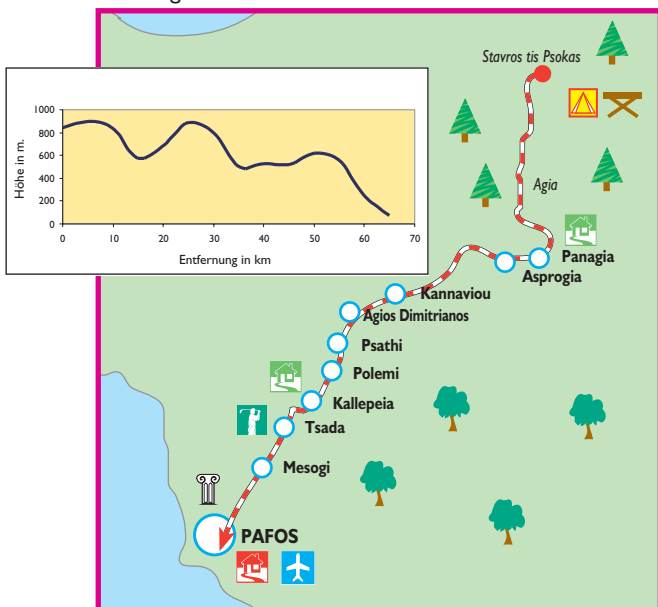 Stavros tis Psokas
Höhe in m.
1000
800
600
400
200
0
0 10 20 30 40 50 60 70
Entfernung in km
Agia
Panagia
Asprogia
Kannaviou
Agios Dimitrianos
Psathi
Polemi
Kallepeia
Tsada
Mesogi
PAFOS